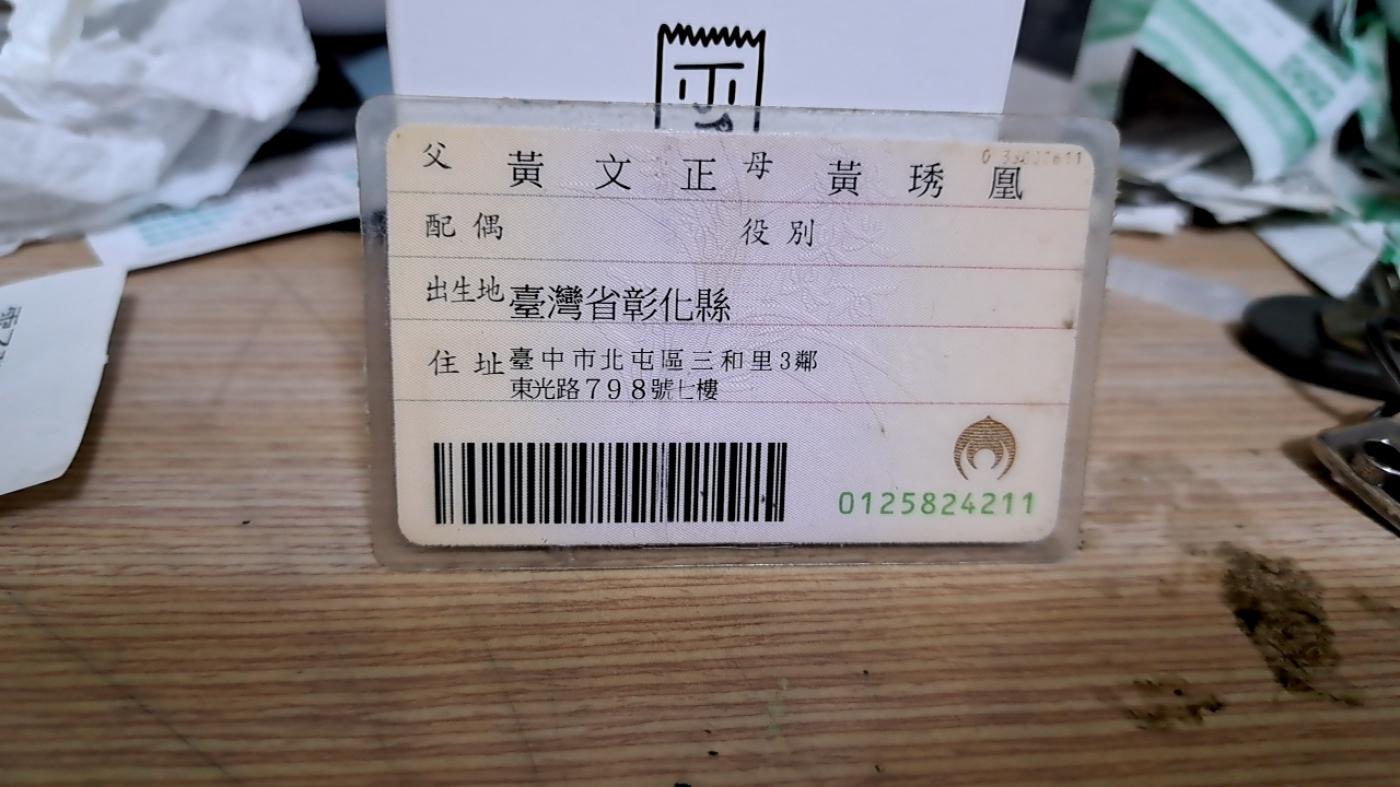 父 黃文正 母 黃琇凰
配偶 役別
出生地 臺灣省彰化縣
住址 臺中市北屯區三和里3鄰
東光路798號七樓
0125824211